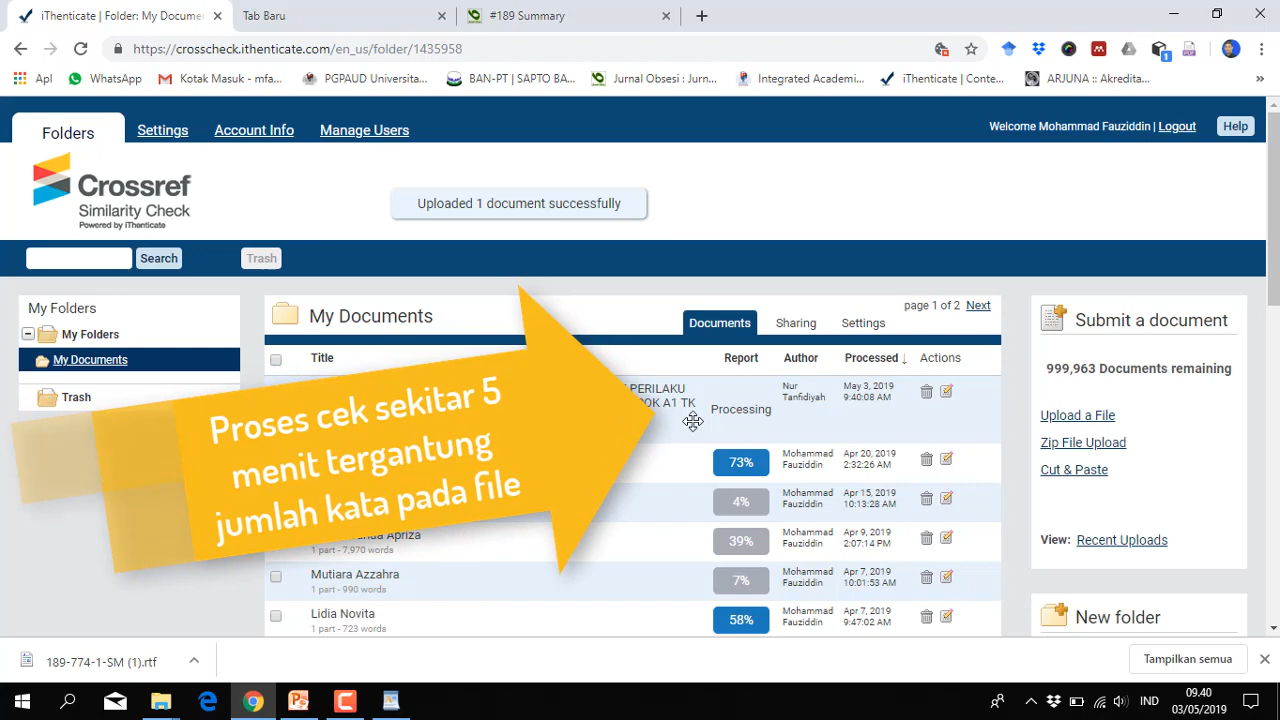 iThenticate | Folder: My Docume
Tab Baru
#189 Summary
https://crosscheck.ithenticate.com/en_us/folder/1435958
Apl
WhatsApp
Kotak Masuk - mfa...
PGPAUD Universita...
BAN-PT | SAPTO BA...
Jurnal Obsesi : Jurn...
Integrated Academi...
iThenticate | Conte...
ARJUNA :: Akredita...
»
Folders
Settings
Account Info
Manage Users
Welcome Mohammad Fauziddin | Logout
Help
Crossref
Similarity Check
Powered by iThenticate
Uploaded 1 document successfully
Search
Trash
My Folders
My Folders
My Documents
Trash
My Documents
page 1 of 2 Next
Documents
Sharing
Settings
Title
Report
Author
Processed ↓
Actions
PERILAKU
A1 TK
Processing
Nur
Tanfidiyah
May 3, 2019
9:40:08 AM
73%
Mohammad
Fauziddin
Apr 20, 2019
2:32:26 AM
4%
Mohammad
Fauziddin
Apr 15, 2019
10:13:28 AM
Apriza
1 part - 7,970 words
39%
Mohammad
Fauziddin
Apr 9, 2019
2:07:14 PM
Mutiara Azzahra
1 part - 990 words
7%
Mohammad
Fauziddin
Apr 7, 2019
10:01:53 AM
Lidia Novita
1 part - 723 words
58%
Mohammad
Fauziddin
Apr 7, 2019
9:47:02 AM
Proses cek sekitar 5
menit tergantung
jumlah kata pada file
Submit a document
999,963 Documents remaining
Upload a File
Zip File Upload
Cut & Paste
View: Recent Uploads
New folder
189-774-1-SM (1).rtf
Tampilkan semua
IND
09.40
03/05/2019